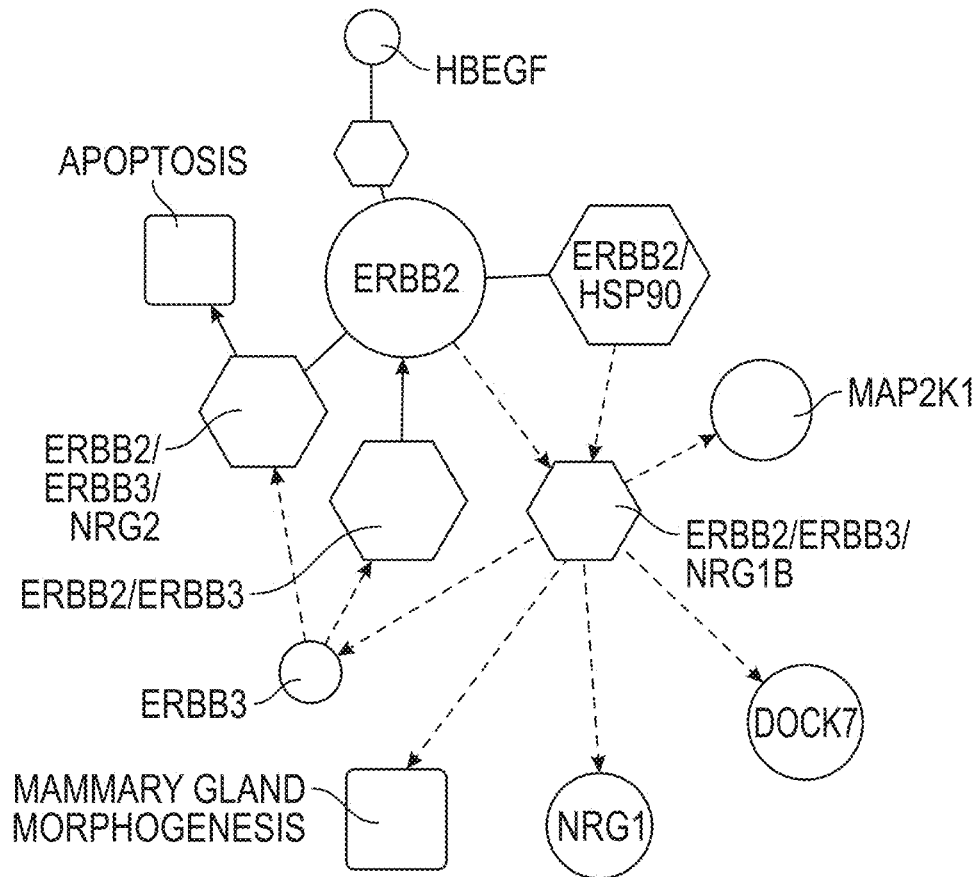 HBEGF
APOPTOSIS
ERBB2
ERBB2/
HSP90
MAP2K1
ERBB2/
ERBB3/
NRG2
ERBB2/ERBB3/
NRG1B
ERBB2/ERBB3
ERBB3
DOCK7
MAMMARY GLAND
MORPHOGENESIS
NRG1